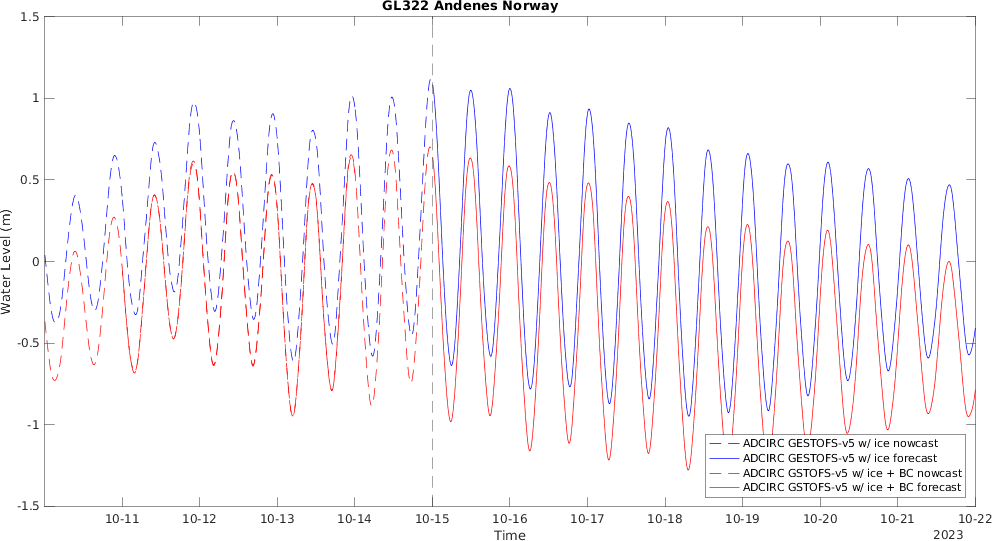 GL322 Andenes Norway
1.5
1
0.5
0
-0.5
-1
-1.5
Water Level (m)
ADCIRC GESTOFS-v5 w/ ice nowcast
ADCIRC GESTOFS-v5 w/ ice forecast
ADCIRC GSTOFS-v5 w/ ice + BC nowcast
ADCIRC GSTOFS-v5 w/ ice + BC forecast
10-11 10-12 10-13 10-14 10-15 10-16 10-17 10-18 10-19 10-20 10-21 10-22
Time
2023